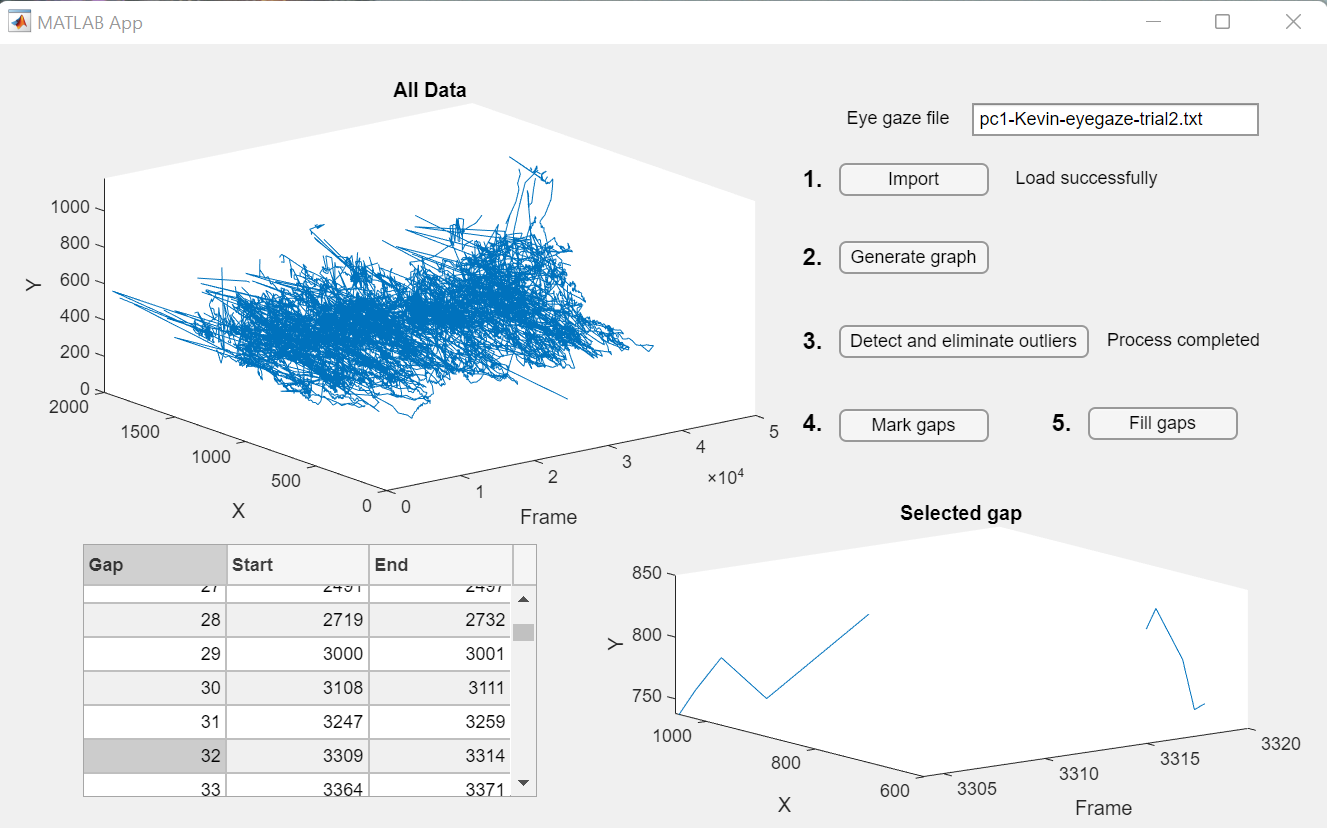 MATLAB App
All Data
Y
1000
800
600
400
200
0
2000
1500
1000
500
0
X
0
1
2
3
4
5
×10⁴
Frame
Eye gaze file pc1-Kevin-eyegaze-trial2.txt
1. Import Load successfully
2. Generate graph
3. Detect and eliminate outliers Process completed
4. Mark gaps 5. Fill gaps
Gap Start End
27 2491 2497
28 2719 2732
29 3000 3001
30 3108 3111
31 3247 3259
32 3309 3314
33 3364 3371
Selected gap
Y
850
800
750
1000
800
600
X
3305
3310
3315
3320
Frame